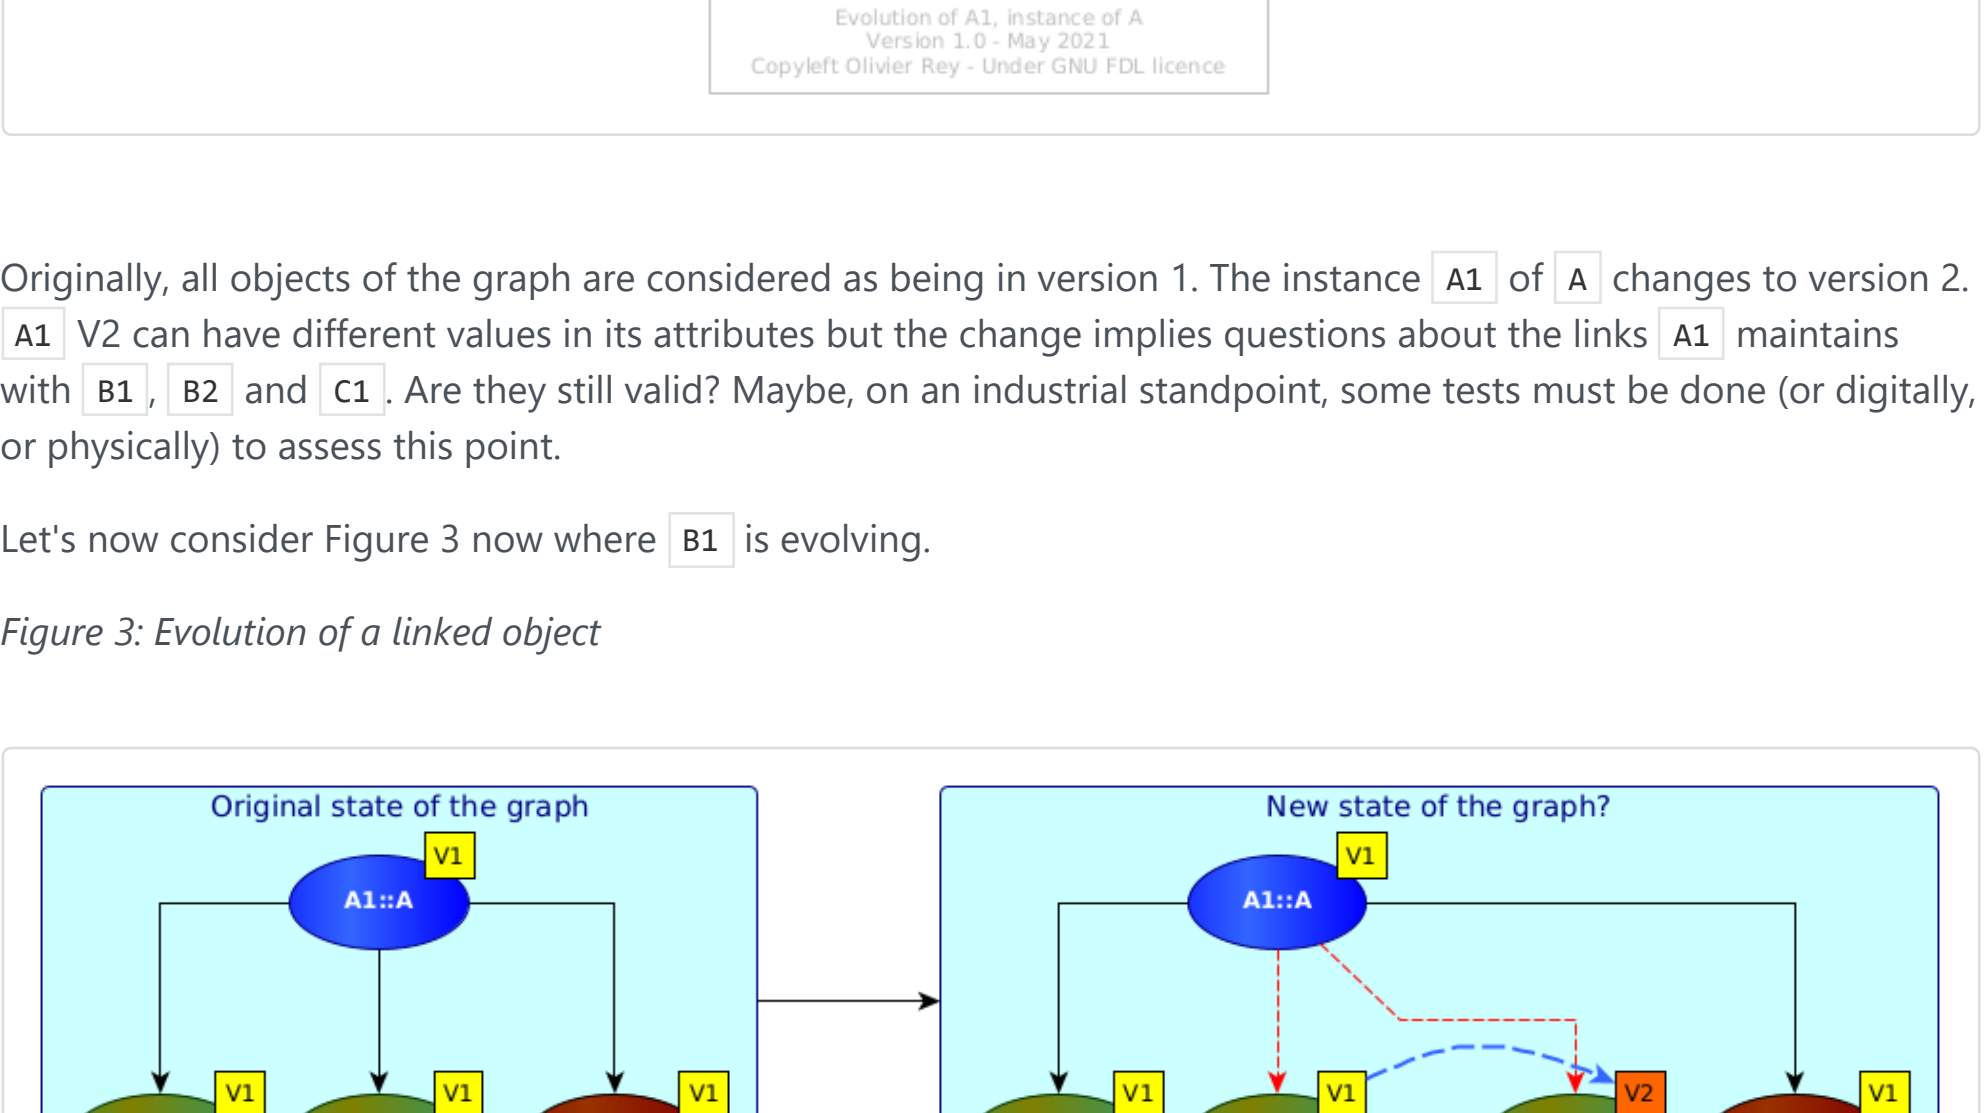 Evolution of A1, instance of A
Version 1.0 - May 2021
Copyleft Olivier Rey - Under GNU FDL licence
Originally, all objects of the graph are considered as being in version 1. The instance A1 of A changes to version 2.
A1 V2 can have different values in its attributes but the change implies questions about the links A1 maintains
with B1, B2 and C1. Are they still valid? Maybe, on an industrial standpoint, some tests must be done (or digitally,
or physically) to assess this point.
Let's now consider Figure 3 now where B1 is evolving.
Figure 3: Evolution of a linked object
Original state of the graph
V1
A1::A
V1
V1
V1
New state of the graph?
V1
A1::A
V1
V1
V2
V1